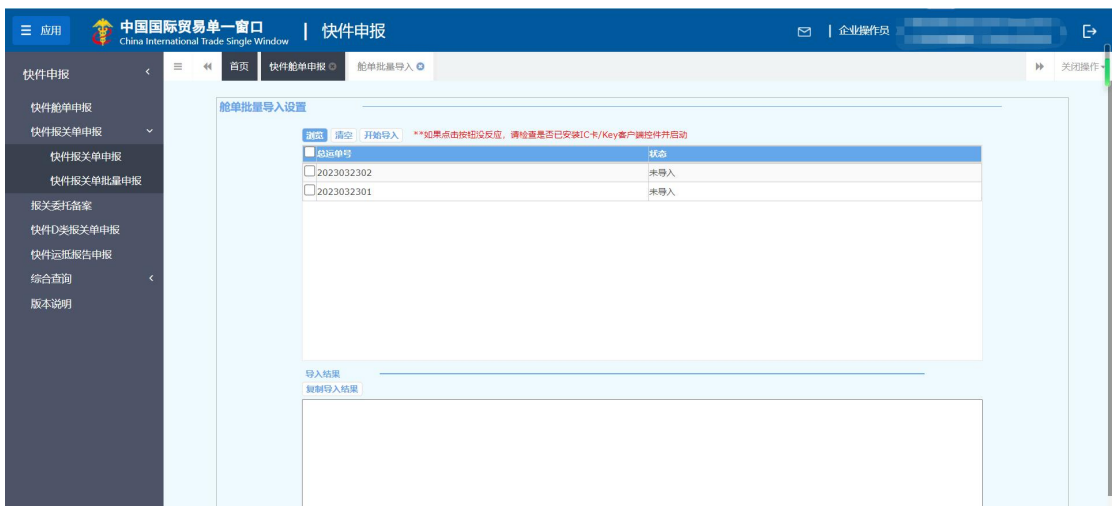 应用
中国国际贸易单一窗口
China International Trade Single Window
快件申报
企业操作员
快件申报
首页
快件舱单申报
舱单批量导入
关闭操作
快件舱单申报
快件报关单申报
快件报关单申报
快件报关单批量申报
报关委托备案
快件D类报关单申报
快件运抵报告申报
综合查询
版本说明
舱单批量导入设置
浏览 清空 开始导入 **如果点击按钮没反应，请检查是否已安装IC卡/Key客户端控件并启动
总运单号 状态
2023032302 未导入
2023032301 未导入
导入结果
复制导入结果